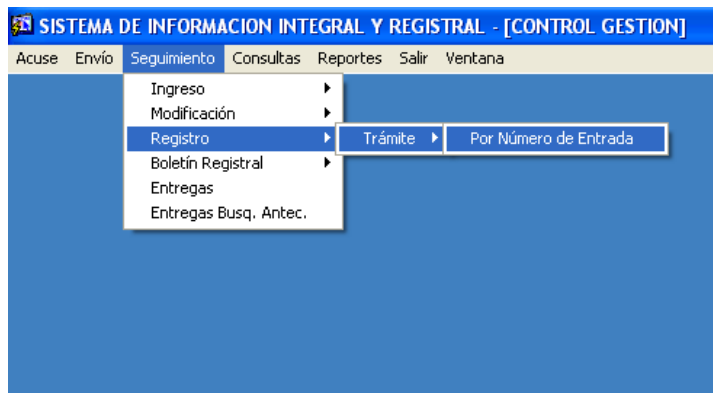 SISTEMA DE INFORMACION INTEGRAL Y REGISTRAL - [CONTROL GESTION]
Acuse Envío Seguimiento Consultas Reportes Salir Ventana
Ingreso
Modificación
Registro Trámite Por Número de Entrada
Boletín Registral
Entregas
Entregas Busq. Antec.